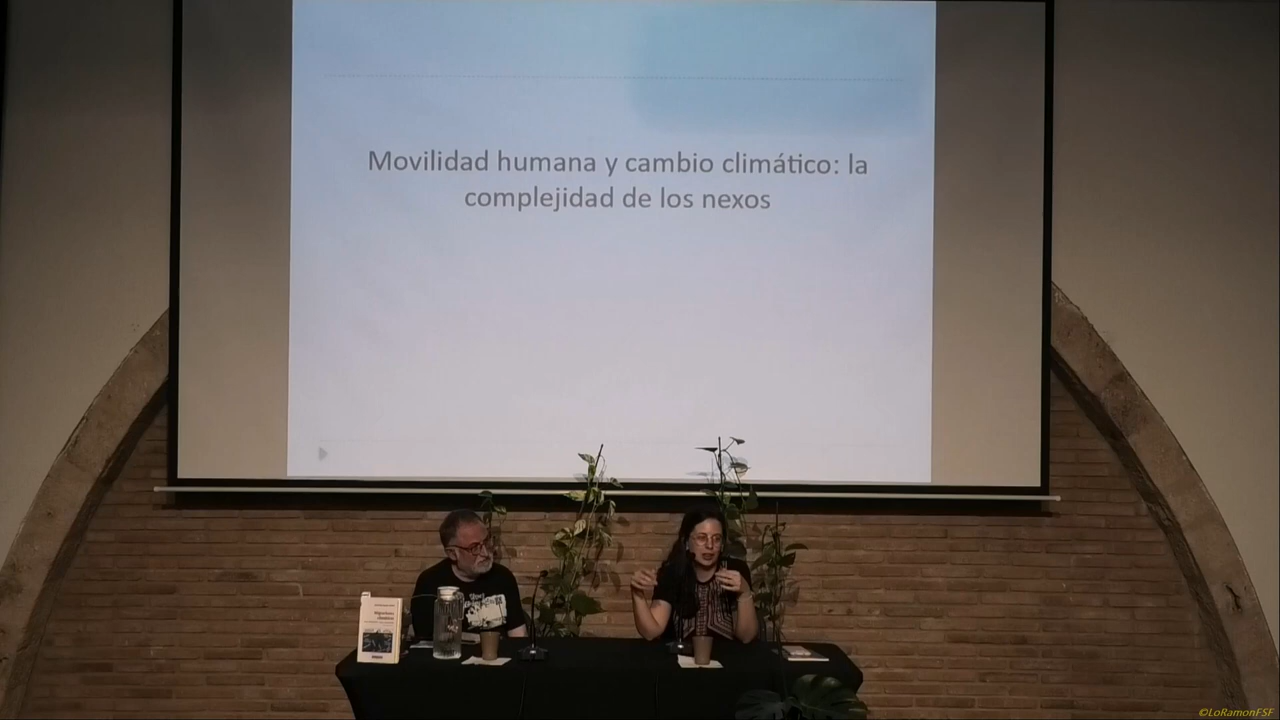 Movilidad humana y cambio climático: la
complejidad de los nexos
©LoRamonFSF